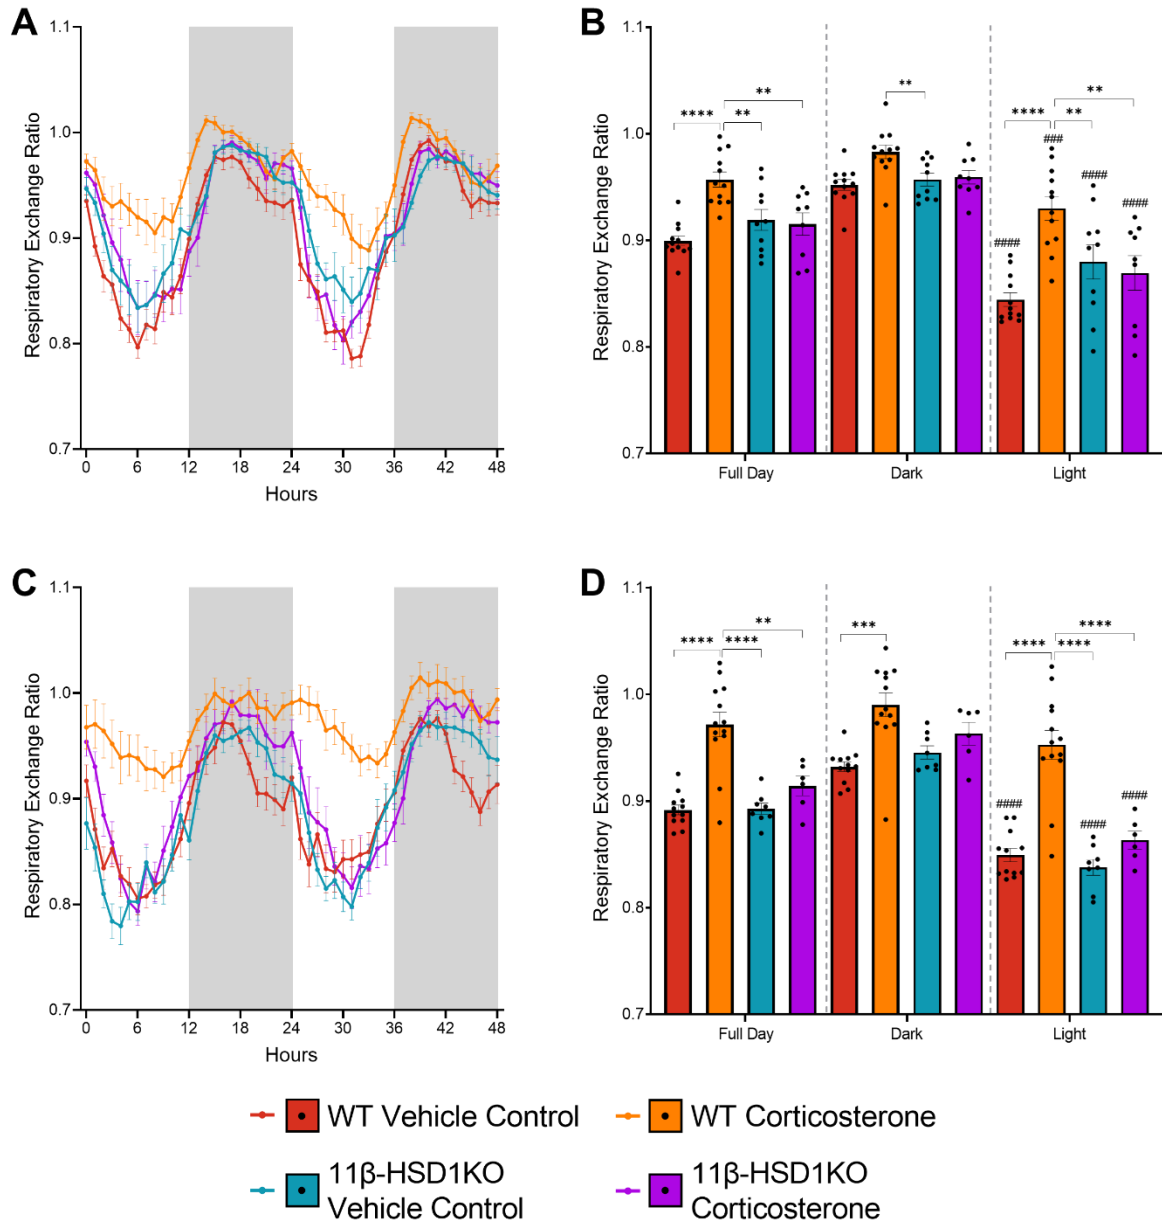 A
1.1
1.0
0.9
0.8
0.7
Respiratory Exchange Ratio
0 6 12 18 24 30 36 42 48
Hours
B
1.1
1.0
0.9
0.8
0.7
Respiratory Exchange Ratio
**
**** **
**
**
**** **
###
####
####
####
Full Day Dark Light
C
1.1
1.0
0.9
0.8
0.7
Respiratory Exchange Ratio
0 6 12 18 24 30 36 42 48
Hours
D
1.1
1.0
0.9
0.8
0.7
Respiratory Exchange Ratio
**
**** ****
***
****
**** ****
####
####
####
Full Day Dark Light
WT Vehicle Control
WT Corticosterone
11β-HSD1KO
Vehicle Control
11β-HSD1KO
Corticosterone